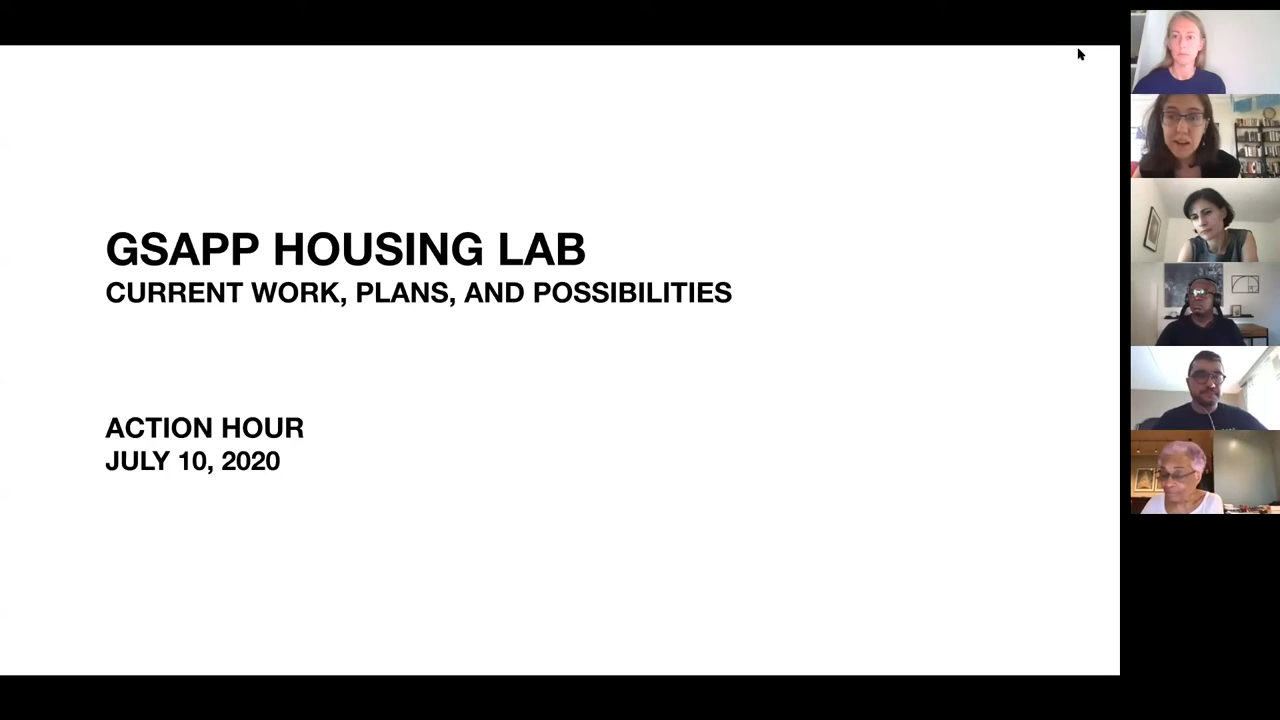 GSAPP HOUSING LAB
CURRENT WORK, PLANS, AND POSSIBILITIES
ACTION HOUR
JULY 10, 2020